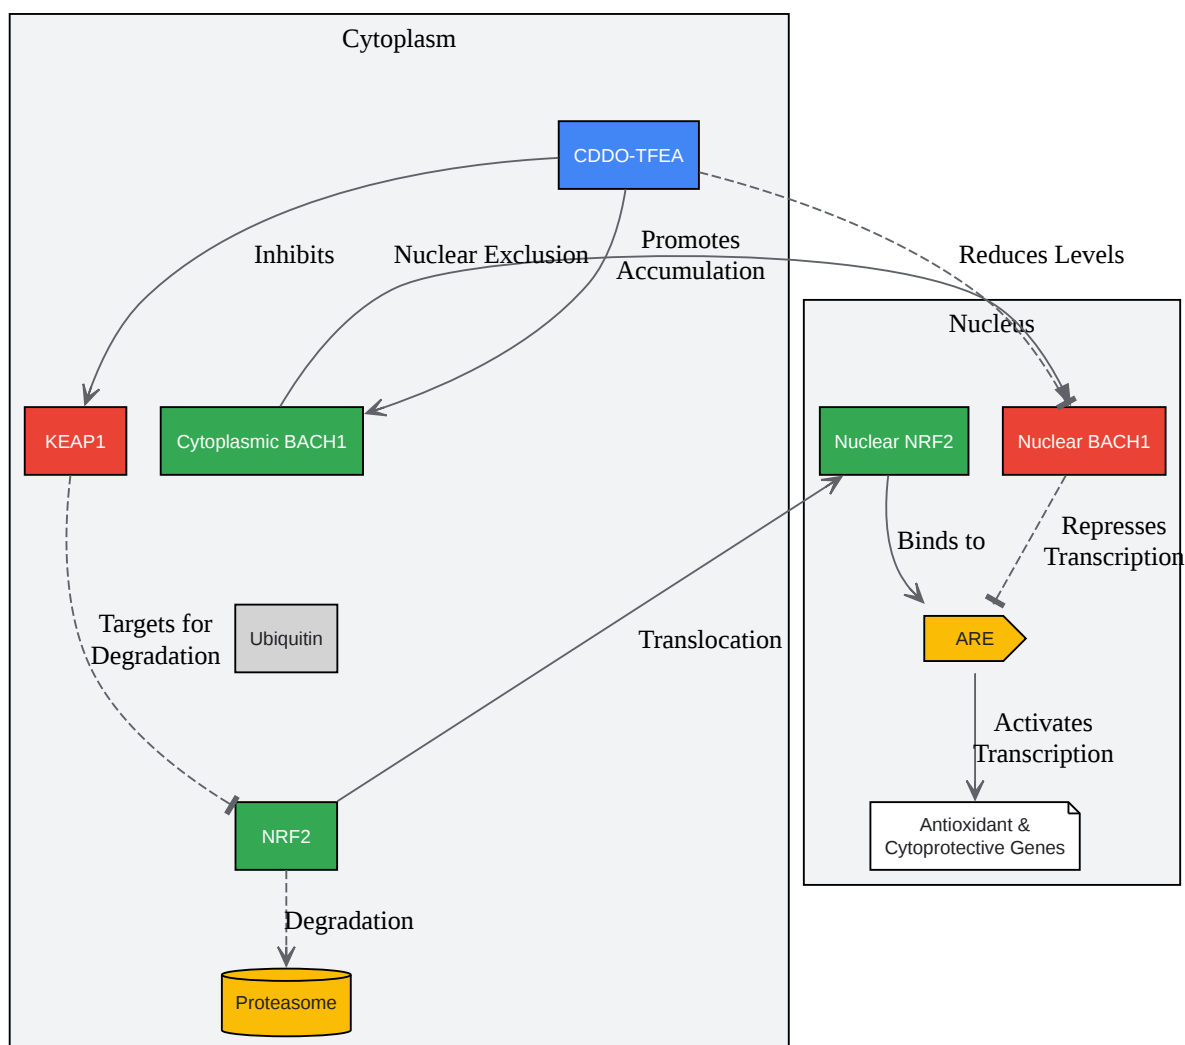 Cytoplasm
CDDO-TFEA
Inhibits
Nuclear Exclusion
Promotes
Accumulation
Reduces Levels
Nucleus
KEAP1
Cytoplasmic BACH1
Nuclear NRF2
Nuclear BACH1
Binds to
Represses
Transcription
Targets for
Degradation
Ubiquitin
Translocation
ARE
Activates
Transcription
NRF2
Antioxidant &
Cytoprotective Genes
Degradation
Proteasome